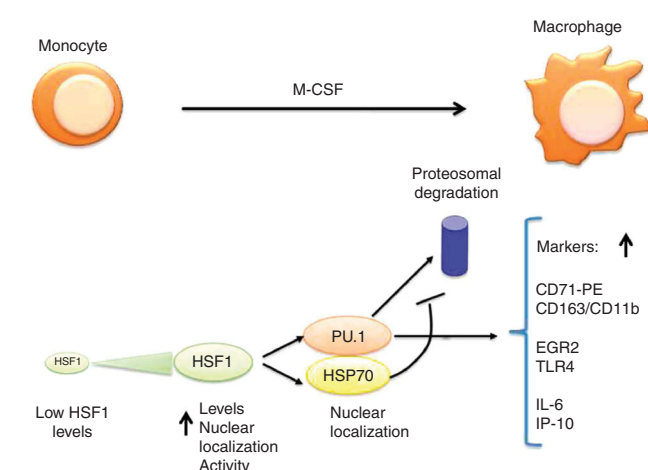 Monocyte
Macrophage
M-CSF
Proteosomal
degradation
Markers:
CD71-PE
CD163/CD11b
EGR2
TLR4
IL-6
IP-10
HSF1
HSF1
PU.1
HSP70
Low HSF1
levels
Levels
Nuclear
localization
Activity
Nuclear
localization